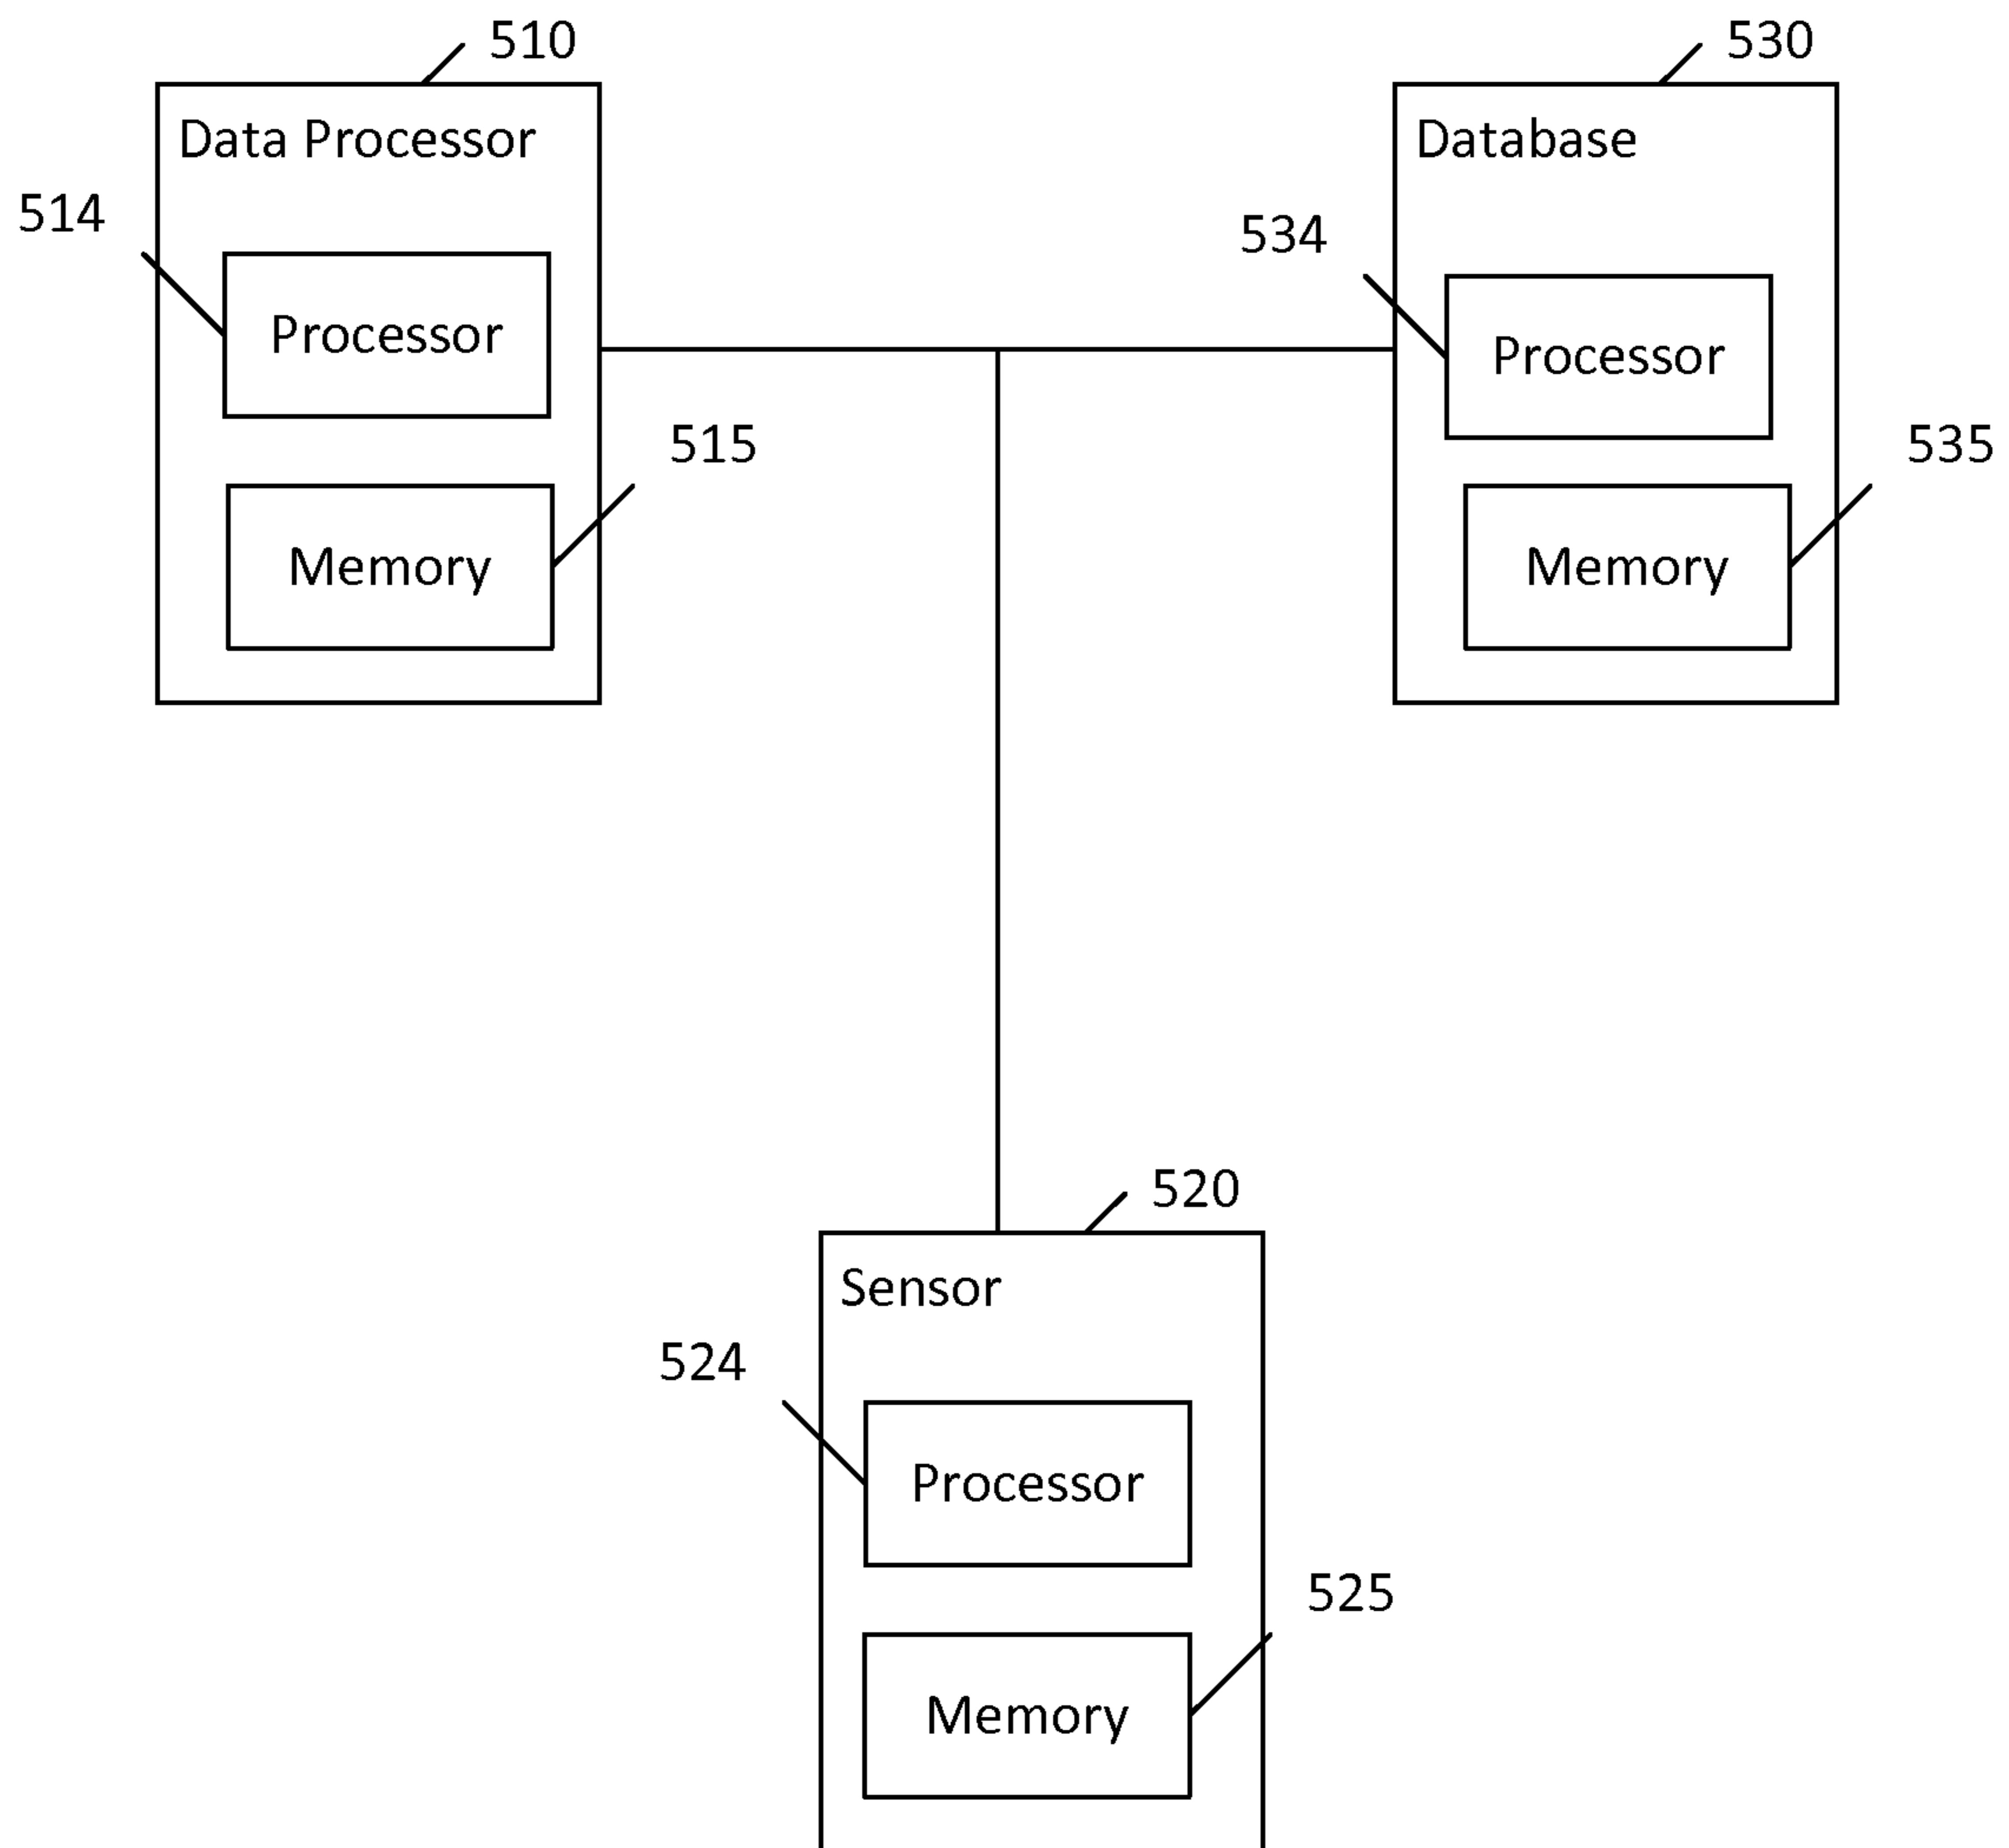 510
530
Data Processor
Database
514
534
Processor
Processor
515
535
Memory
Memory
520
Sensor
524
Processor
525
Memory